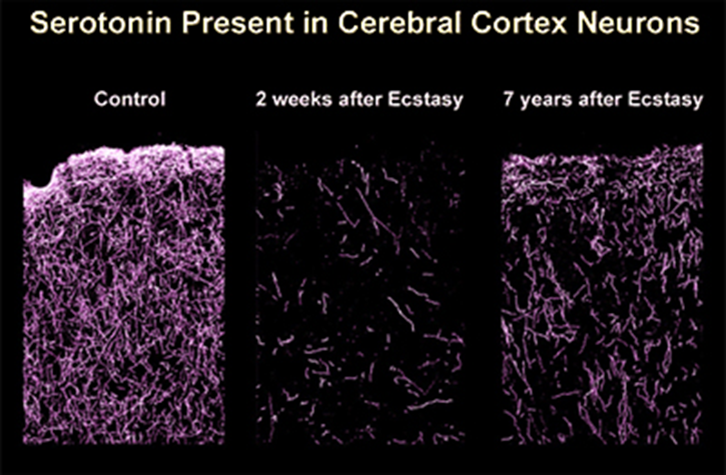 Serotonin Present in Cerebral Cortex Neurons
Control
2 weeks after Ecstasy
7 years after Ecstasy